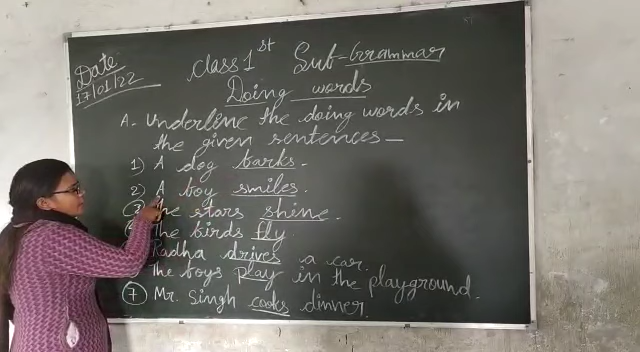 Date
17/01/22
Class 1st Sub-Grammar
Doing words
A- Underline the doing words in
the given sentences-
1) A dog barks.
2) A boy smiles.
3 The stars shine.
The birds fly.
Radha drives a car.
The boys play in the playground.
7 Mr. Singh cooks dinner.